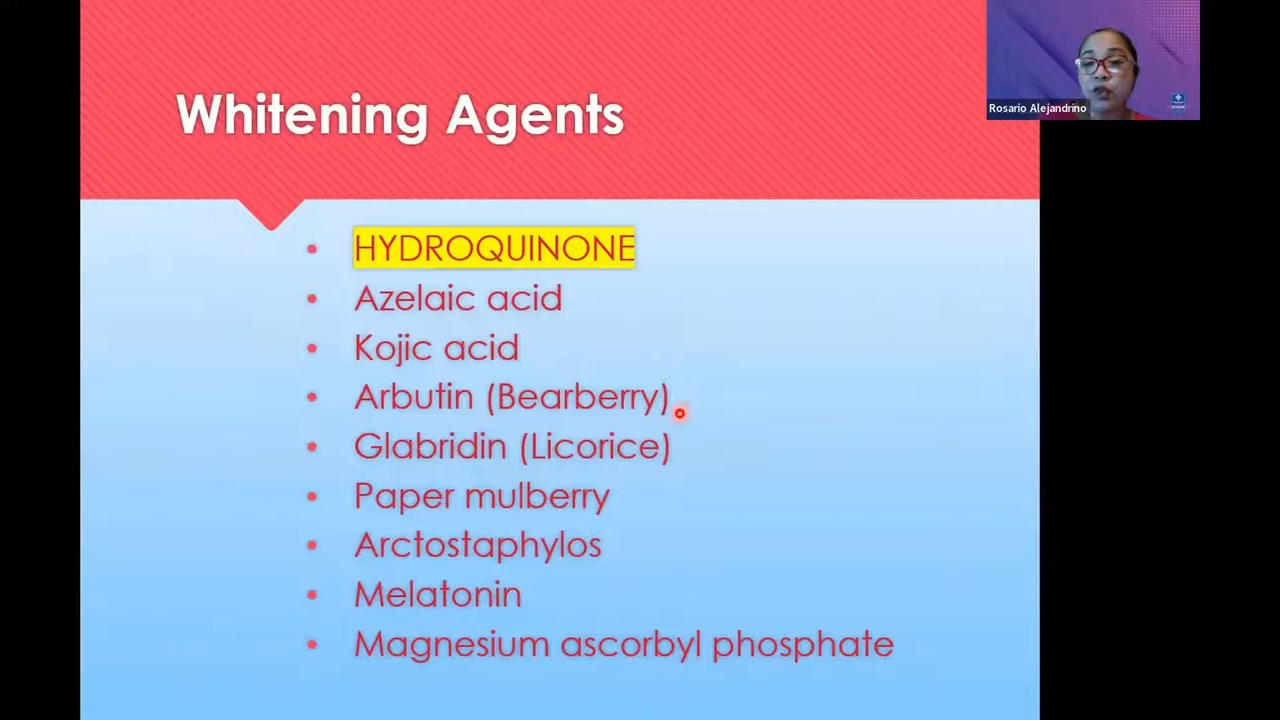 Whitening Agents
Rosario Alejandrino
• HYDROQUINONE
• Azelaic acid
• Kojic acid
• Arbutin (Bearberry)
• Glabridin (Licorice)
• Paper mulberry
• Arctostaphylos
• Melatonin
• Magnesium ascorbyl phosphate